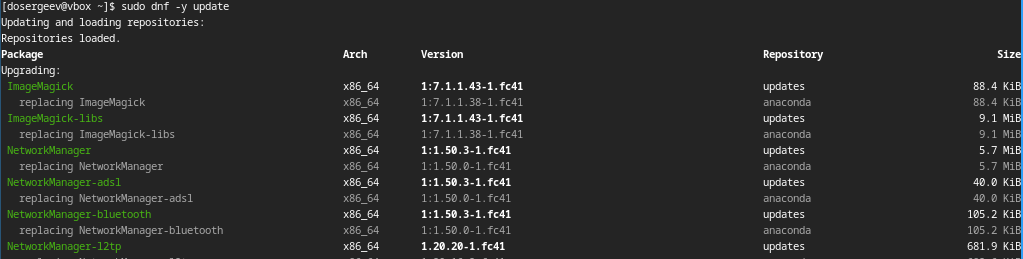 [dosergeev@vbox ~]$ sudo dnf -y update
Updating and loading repositories:
Repositories loaded.
Package Arch Version Repository Size
Upgrading:
ImageMagick x86_64 1:7.1.1.43-1.fc41 updates 88.4 KiB
replacing ImageMagick x86_64 1:7.1.1.38-1.fc41 anaconda 88.4 KiB
ImageMagick-libs x86_64 1:7.1.1.43-1.fc41 updates 9.1 MiB
replacing ImageMagick-libs x86_64 1:7.1.1.38-1.fc41 anaconda 9.1 MiB
NetworkManager x86_64 1:1.50.3-1.fc41 updates 5.7 MiB
replacing NetworkManager x86_64 1:1.50.0-1.fc41 anaconda 5.7 MiB
NetworkManager-adsl x86_64 1:1.50.3-1.fc41 updates 40.0 KiB
replacing NetworkManager-adsl x86_64 1:1.50.0-1.fc41 anaconda 40.0 KiB
NetworkManager-bluetooth x86_64 1:1.50.3-1.fc41 updates 105.2 KiB
replacing NetworkManager-bluetooth x86_64 1:1.50.0-1.fc41 anaconda 105.2 KiB
NetworkManager-l2tp x86_64 1.20.20-1.fc41 updates 681.9 KiB